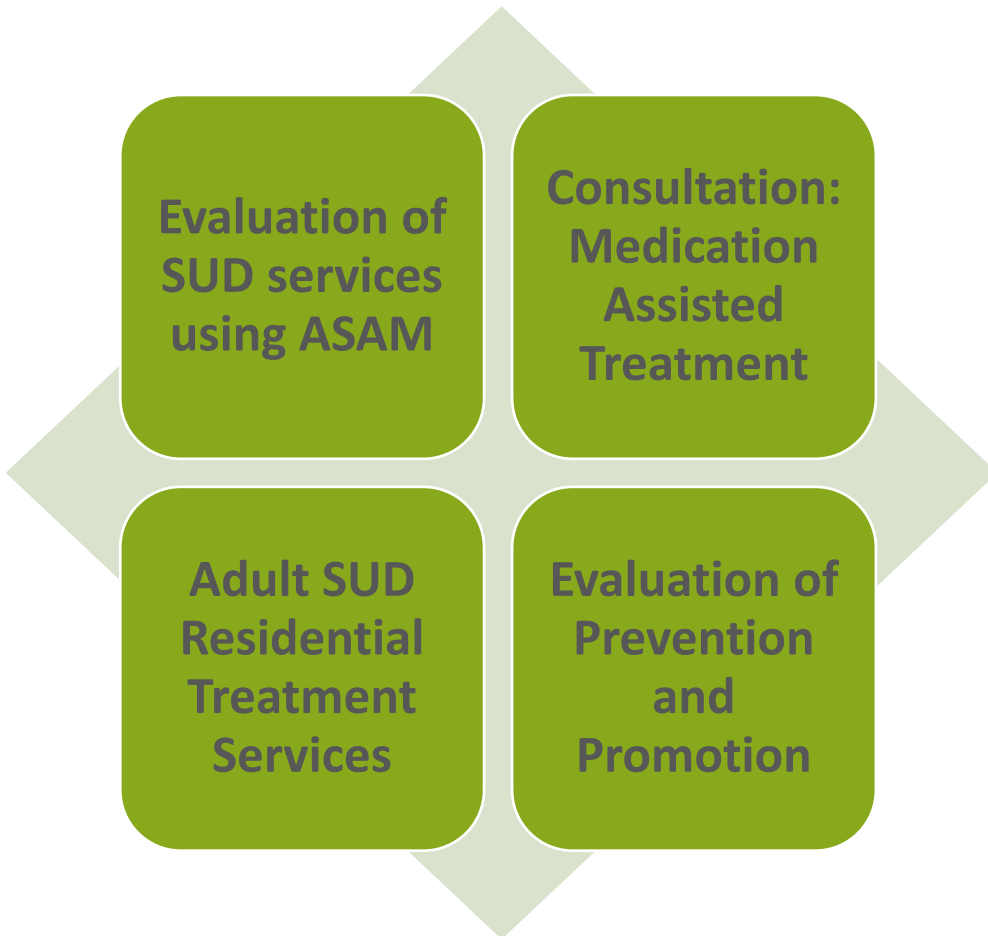 Evaluation of
SUD services
using ASAM
Consultation:
Medication
Assisted
Treatment
Adult SUD
Residential
Treatment
Services
Evaluation of
Prevention
and
Promotion